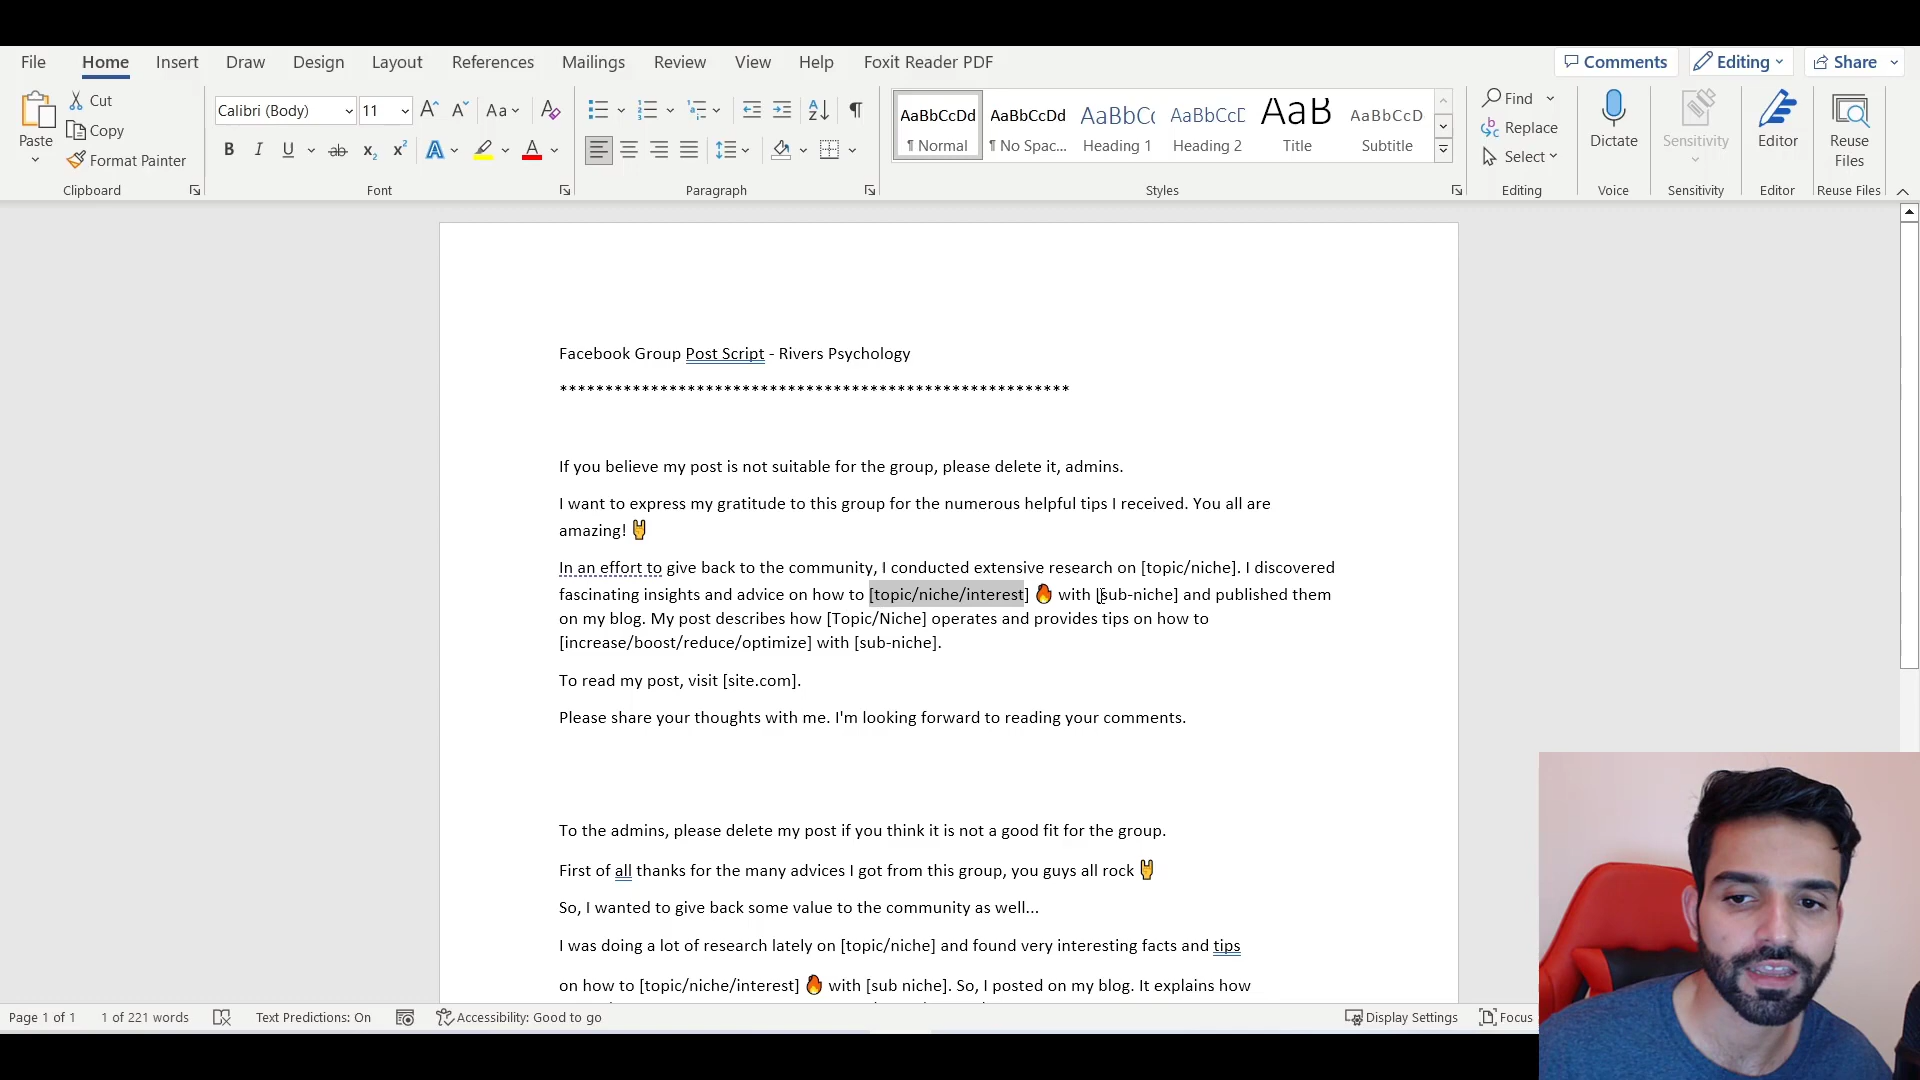 File Home Insert Draw Design Layout References Mailings Review View Help Foxit Reader PDF Comments Editing Share
Paste
Cut
Copy
Format Painter
Clipboard
Calibri (Body) 11
Font
Paragraph
AaBbCcDd AaBbCcDd AaBbCc AaBbCcD AaB AaBbCcD
¶ Normal ¶ No Spac... Heading 1 Heading 2 Title Subtitle
Styles
Find
Replace
Select
Editing
Dictate
Voice
Sensitivity
Sensitivity
Editor
Editor
Reuse
Files
Reuse Files
Facebook Group Post Script - Rivers Psychology
********************************************************
If you believe my post is not suitable for the group, please delete it, admins.
I want to express my gratitude to this group for the numerous helpful tips I received. You all are
amazing! 🤘
In an effort to give back to the community, I conducted extensive research on [topic/niche]. I discovered
fascinating insights and advice on how to [topic/niche/interest] 🔥 with [sub-niche] and published them
on my blog. My post describes how [Topic/Niche] operates and provides tips on how to
[increase/boost/reduce/optimize] with [sub-niche].
To read my post, visit [site.com].
Please share your thoughts with me. I'm looking forward to reading your comments.
To the admins, please delete my post if you think it is not a good fit for the group.
First of all thanks for the many advices I got from this group, you guys all rock 🤘
So, I wanted to give back some value to the community as well...
I was doing a lot of research lately on [topic/niche] and found very interesting facts and tips
on how to [topic/niche/interest] 🔥 with [sub niche]. So, I posted on my blog. It explains how
Page 1 of 1 1 of 221 words Text Predictions: On Accessibility: Good to go Display Settings Focus